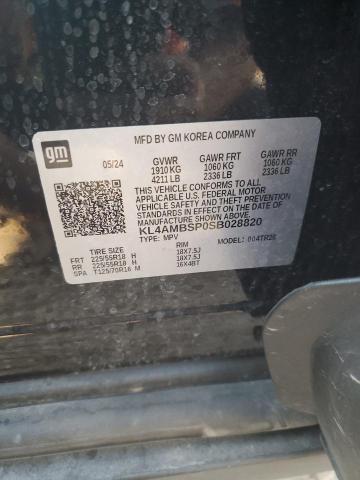 gm
MFD BY GM KOREA COMPANY
05/24 GVWR GAWR FRT GAWR RR
1910 KG 1060 KG 1060 KG
4211 LB 2336 LB 2336 LB
THIS VEHICLE CONFORMS TO ALL
APPLICABLE U.S. FEDERAL MOTOR
VEHICLE SAFETY AND THEFT PREVENTION
STANDARDS IN EFFECT ON THE DATE OF
MANUFACTURE SHOWN ABOVE.
KL4AMBSP0SB028820
TYPE: MPV MODEL: 004TR26
TIRE SIZE RIM
FRT 225/55R18 H 18X7.5J
RR 225/55R18 H 18X7.5J
SPA T125/70R16 M 16X4BT